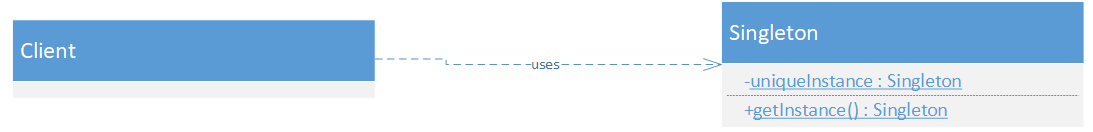 Client
uses
Singleton
-uniqueInstance : Singleton
+getInstance() : Singleton